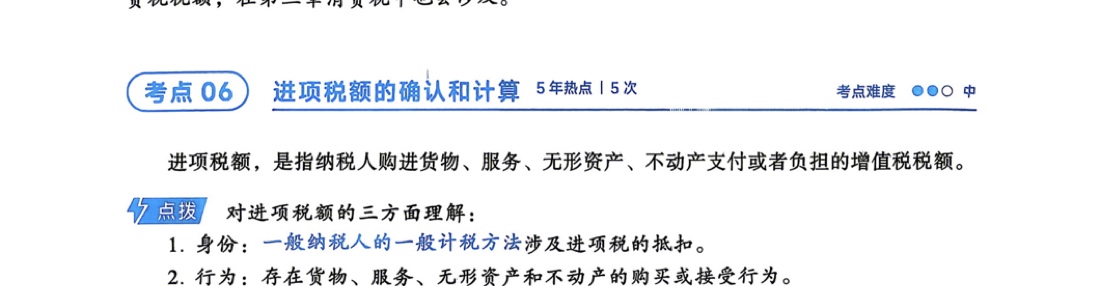 考点 06 进项税额的确认和计算 5年热点 | 5次 考点难度 中
进项税额，是指纳税人购进货物、服务、无形资产、不动产支付或者负担的增值税税额。
点拨 对进项税额的三方面理解：
1. 身份：一般纳税人的一般计税方法涉及进项税的抵扣。
2. 行为：存在货物、服务、无形资产和不动产的购买或接受行为。